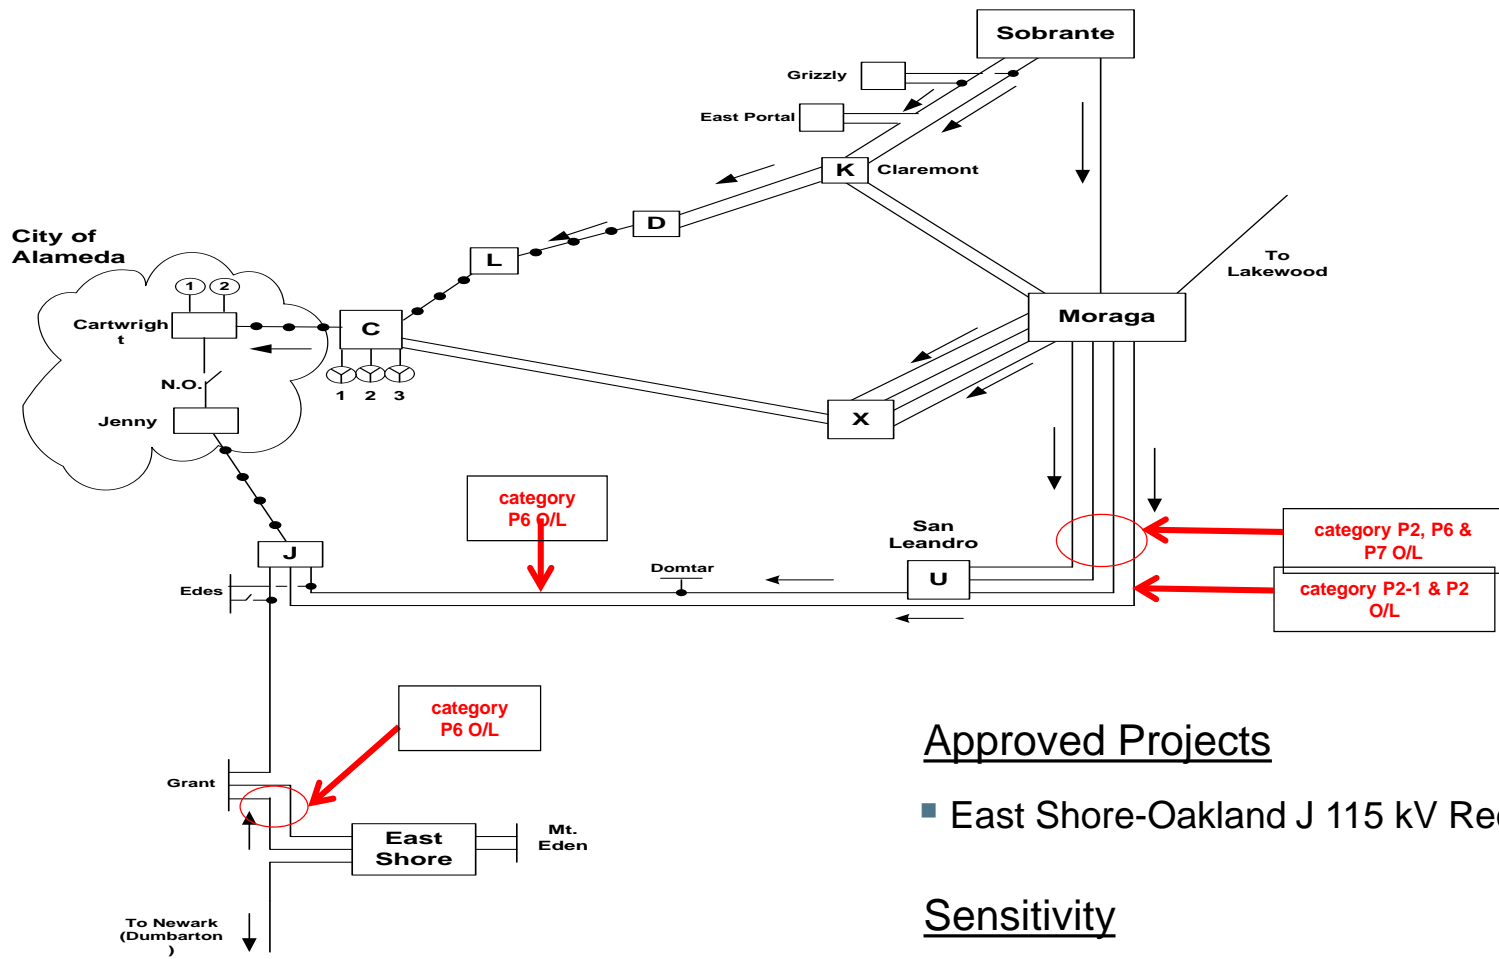 Sobrante
Grizzly
East Portal
K
Claremont
D
City of
Alameda
L
To
Lakewood
1
2
Cartwrigh
t
C
Moraga
N.O.
1 2 3
Jenny
X
category
P6 O/L
San
Leandro
category P2, P6 &
P7 O/L
J
Domtar
U
Edes
category P2-1 & P2
O/L
category
P6 O/L
Approved Projects
Grant
East Shore-Oakland J 115 kV
East
Shore
Mt.
Eden
Sensitivity
To Newark
(Dumbarton
)